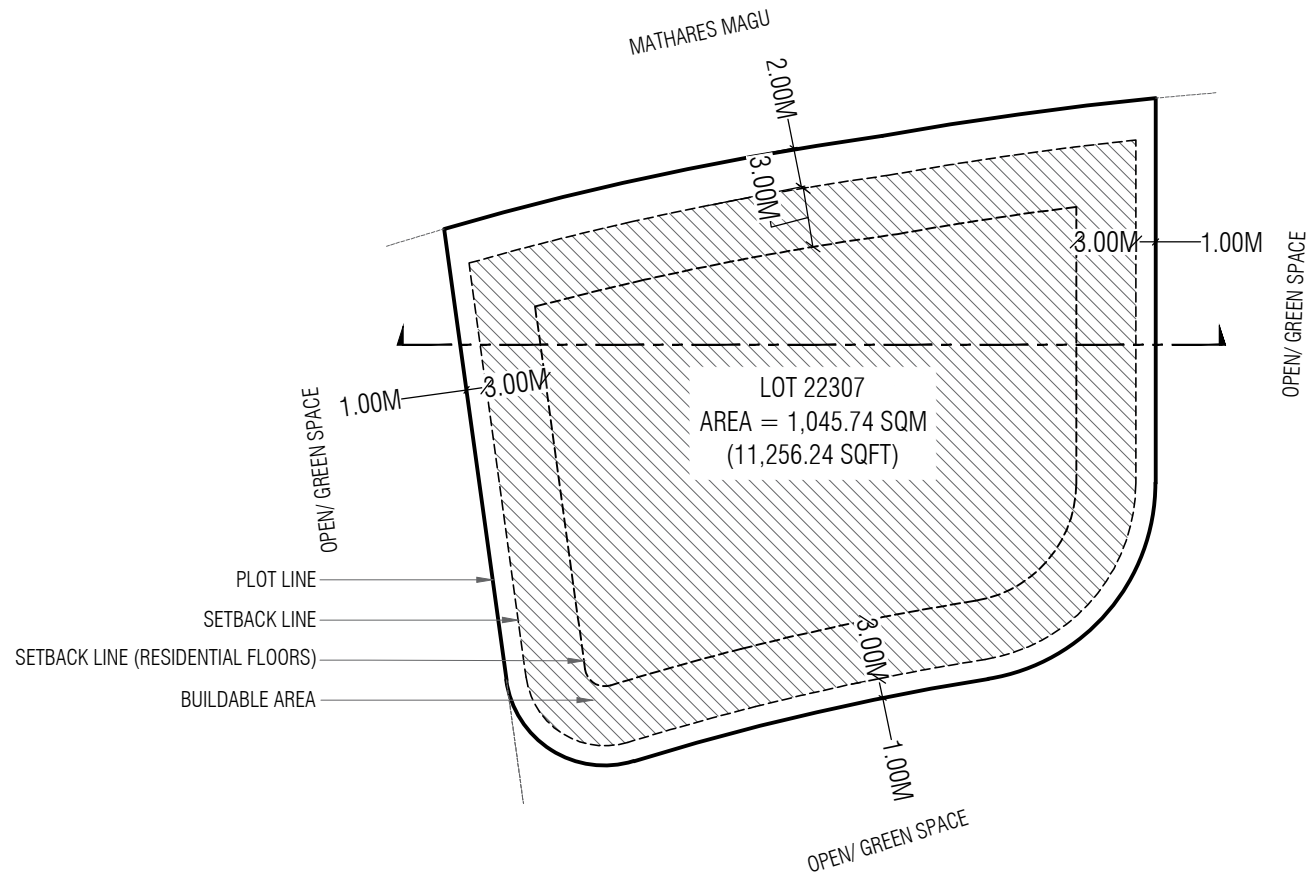 MATHARES MAGU
2.00M
3.00M
3.00M
1.00M
OPEN/ GREEN SPACE
LOT 22307
AREA = 1,045.74 SQM
(11,256.24 SQFT)
1.00M
3.00M
OPEN/ GREEN SPACE
PLOT LINE
SETBACK LINE
SETBACK LINE (RESIDENTIAL FLOORS)
BUILDABLE AREA
3.00M
1.00M
OPEN/ GREEN SPACE